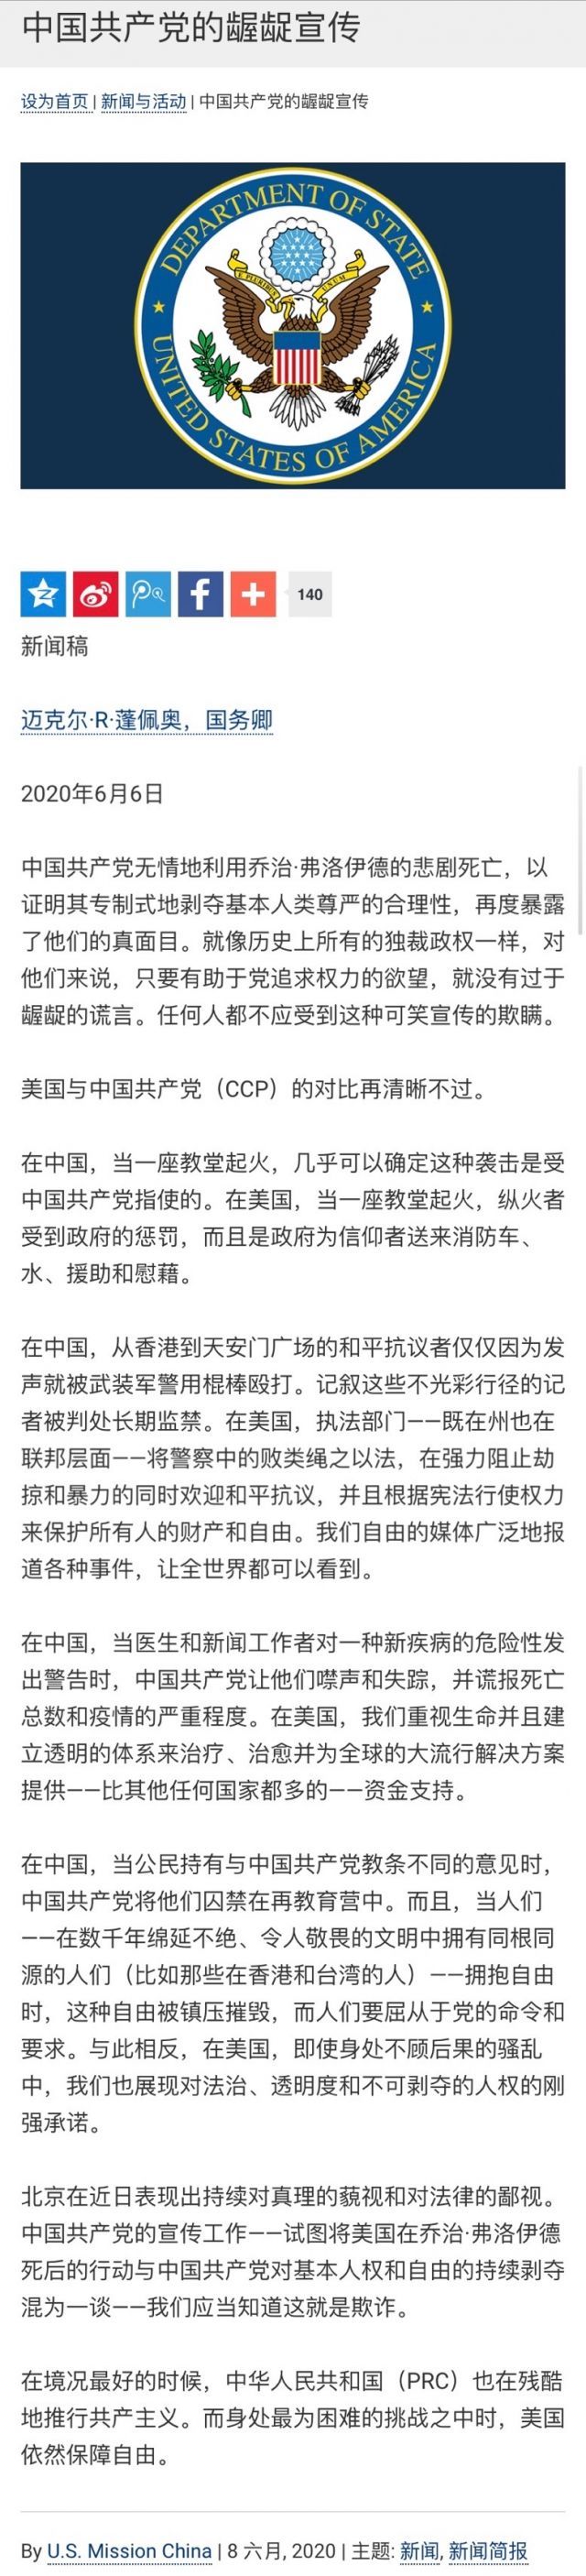 中国共产党的龌龊宣传
设为首页 | 新闻与活动 | 中国共产党的龌龊宣传
DEPARTMENT OF STATE
E PLURIBUS UNUM
UNITED STATES OF AMERICA
140
新闻稿
迈克尔·R·蓬佩奥，国务卿
2020年6月6日
中国共产党无情地利用乔治·弗洛伊德的悲剧死亡，以
证明其专制式地剥夺基本人类尊严的合理性，再度暴露
了他们的真面目。就像历史上所有的独裁政权一样，对
他们来说，只要有助于党追求权力的欲望，就没有过于
龌龊的谎言。任何人都不应受到这种可笑宣传的欺瞒。
美国与中国共产党（CCP）的对比再清晰不过。
在中国，当一座教堂起火，几乎可以确定这种袭击是受
中国共产党指使的。在美国，当一座教堂起火，纵火者
受到政府的惩罚，而且是政府为信仰者送来消防车、
水、援助和慰藉。
在中国，从香港到天安门广场的和平抗议者仅仅因为发
声就被武装军警用棍棒殴打。记叙这些不光彩行径的记
者被判处长期监禁。在美国，执法部门——既在州也在
联邦层面——将警察中的败类绳之以法，在强力阻止劫
掠和暴力的同时欢迎和平抗议，并且根据宪法行使权力
来保护所有人的财产和自由。我们自由的媒体广泛地报
道各种事件，让全世界都可以看到。
在中国，当医生和新闻工作者对一种新疾病的危险性发
出警告时，中国共产党让他们噤声和失踪，并谎报死亡
总数和疫情的严重程度。在美国，我们重视生命并且建
立透明的体系来治疗、治愈并为全球的大流行解决方案
提供——比其他任何国家都多的——资金支持。
在中国，当公民持有与中国共产党教条不同的意见时，
中国共产党将他们囚禁在再教育营中。而且，当人们
——在数千年绵延不绝、令人敬畏的文明中拥有同根同
源的人们（比如那些在香港和台湾的人）——拥抱自由
时，这种自由被镇压摧毁，而人们要屈从于党的命令和
要求。与此相反，在美国，即使身处不顾后果的骚乱
中，我们也展现对法治、透明度和不可剥夺的人权的刚
强承诺。
北京在近日表现出持续对真理的藐视和对法律的鄙视。
中国共产党的宣传工作——试图将美国在乔治·弗洛伊德
死后的行动与中国共产党对基本人权和自由的持续剥夺
混为一谈——我们应当知道这就是欺诈。
在境况最好的时候，中华人民共和国（PRC）也在残酷
地推行共产主义。而身处最为困难的挑战之中时，美国
依然保障自由。
By U.S. Mission China | 8 六月, 2020 | 主题: 新闻, 新闻简报